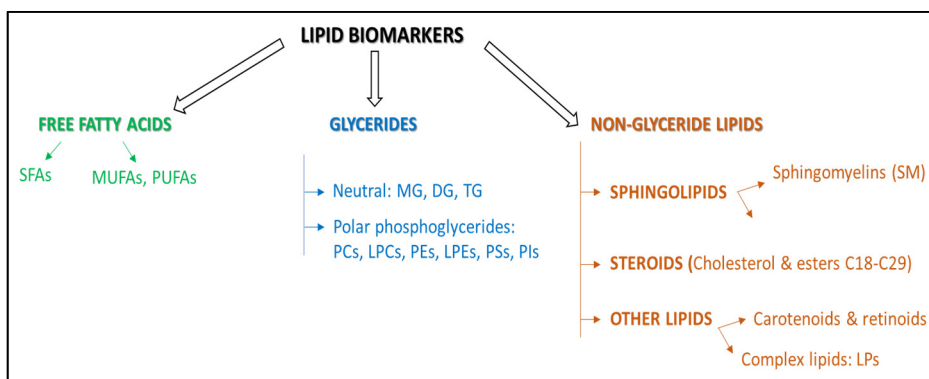 LIPID BIOMARKERS
FREE FATTY ACIDS
SFAs
MUFAs, PUFAs
GLYCERIDES
Neutral: MG, DG, TG
Polar phosphoglycerides:
PCs, LPCs, PEs, LPEs, PSs, PIs
NON-GLYCERIDE LIPIDS
SPHINGOLIPIDS
Sphingomyelins (SM)
STEROIDS (Cholesterol & esters C18-C29)
OTHER LIPIDS
Carotenoids & retinoids
Complex lipids: LPs